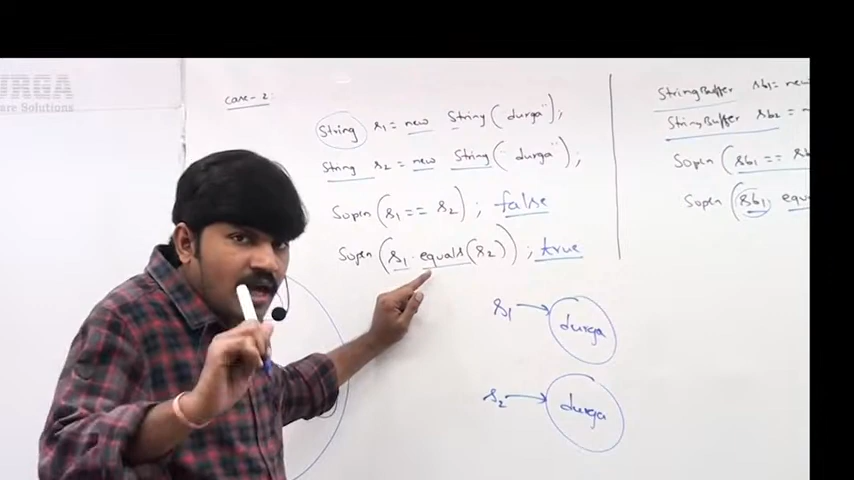 URGA
are Solutions
case-2:
String s1 = new String("durga");
String s2 = new String("durga");
Sopln(s1 == s2); false
Sopln(s1.equals(s2)); true
s1 → durga
s2 → durga
StringBuffer sb1 = new
StringBuffer sb2 =
Sopln(sb1 ==
Sopln(sb1.